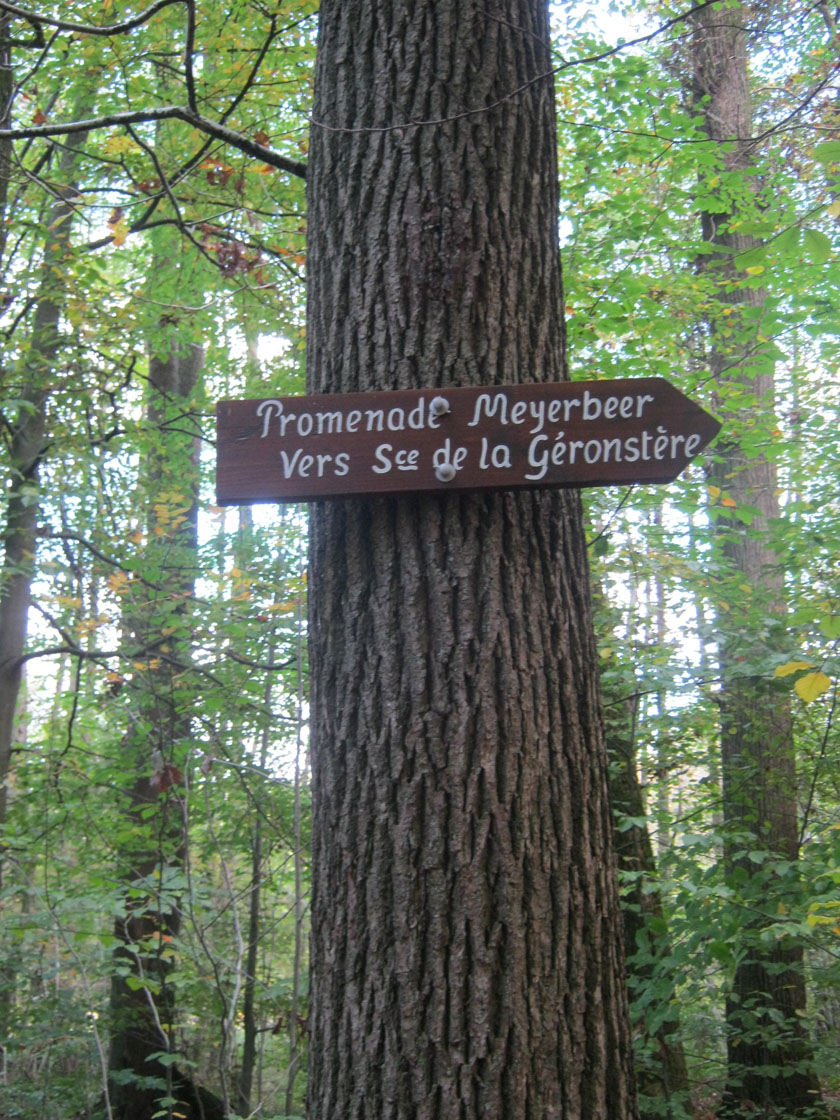 Promenade Meyerbeer
Vers Sce de la Géronstère